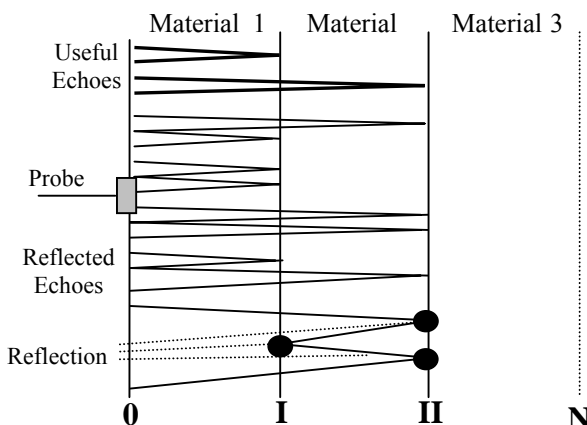 Material 1 Material Material 3
Useful
Echoes
Probe
Reflected
Echoes
Reflection
0 I II N